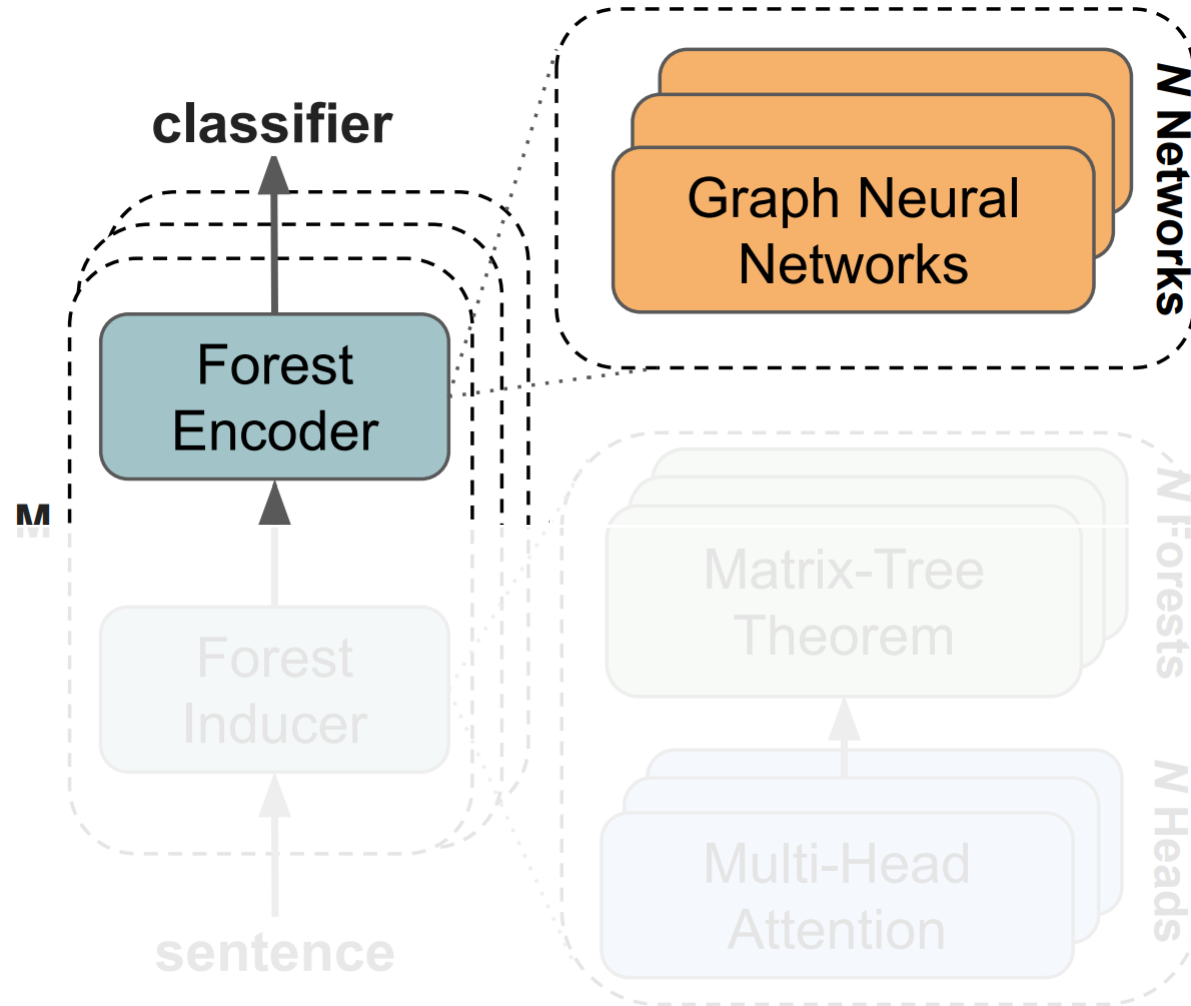 classifier
Forest
Encoder
M
Forest
Inducer
sentence
Graph Neural
Networks
N Networks
Matrix-Tree
Theorem
N Forests
Multi-Head
Attention
N Heads